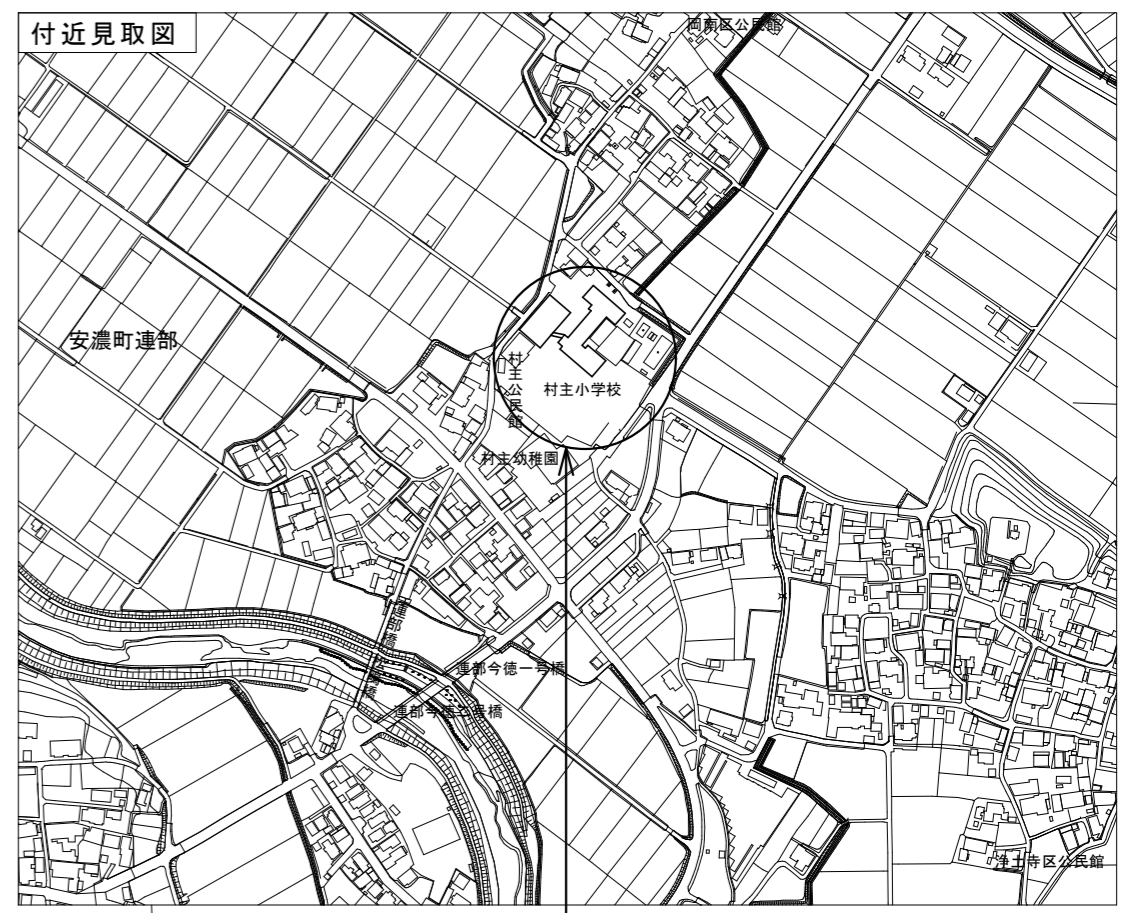 付近見取図
岡南区公民館
安濃町連部
村主公民館
村主小学校
村主幼稚園
連部橋
連部今徳一号橋
浄土寺区公民館